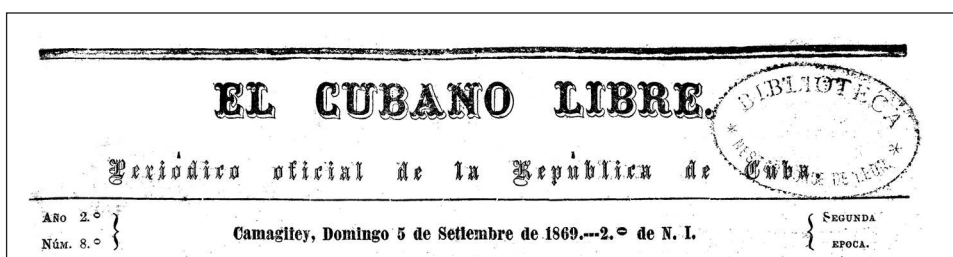 EL CUBANO LIBRE.
BIBLIOTECA
Periódico oficial de la República de Cuba.
Año 2.º
Núm. 8.º
Camagüey, Domingo 5 de Setiembre de 1869.---2.º de N. I.
SEGUNDA
EPOCA.